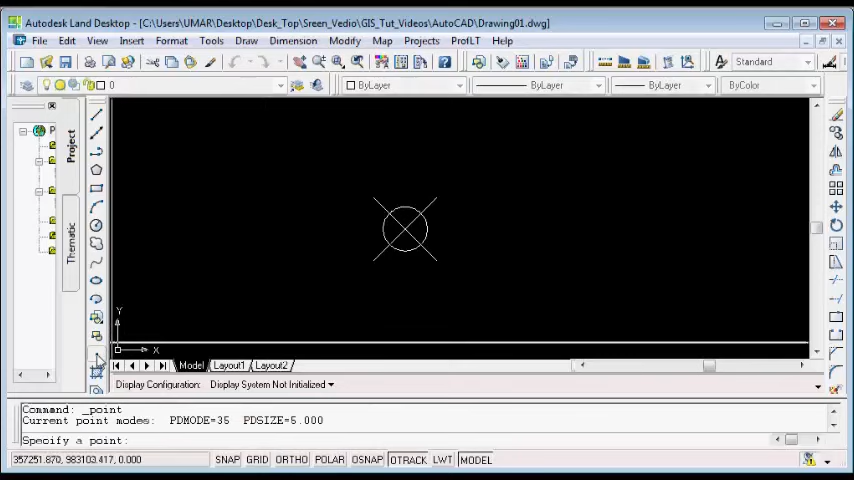 Autodesk Land Desktop - [C:\Users\UMAR\Desktop\Desk_Top\Sreen_Vedio\GIS_Tut_Videos\AutoCAD\Drawing01.dwg]
File Edit View Insert Format Tools Draw Dimension Modify Map Projects ProfLT Help
Standard
0 ByLayer ByLayer ByLayer ByColor
P
Project
Thematic
Y
X
Model Layout1 Layout2
Display Configuration: Display System Not Initialized
Command: _point
Current point modes: PDMODE=35 PDSIZE=5.000
Specify a point:
357251.870, 983103.417, 0.000 SNAP GRID ORTHO POLAR OSNAP OTRACK LWT MODEL